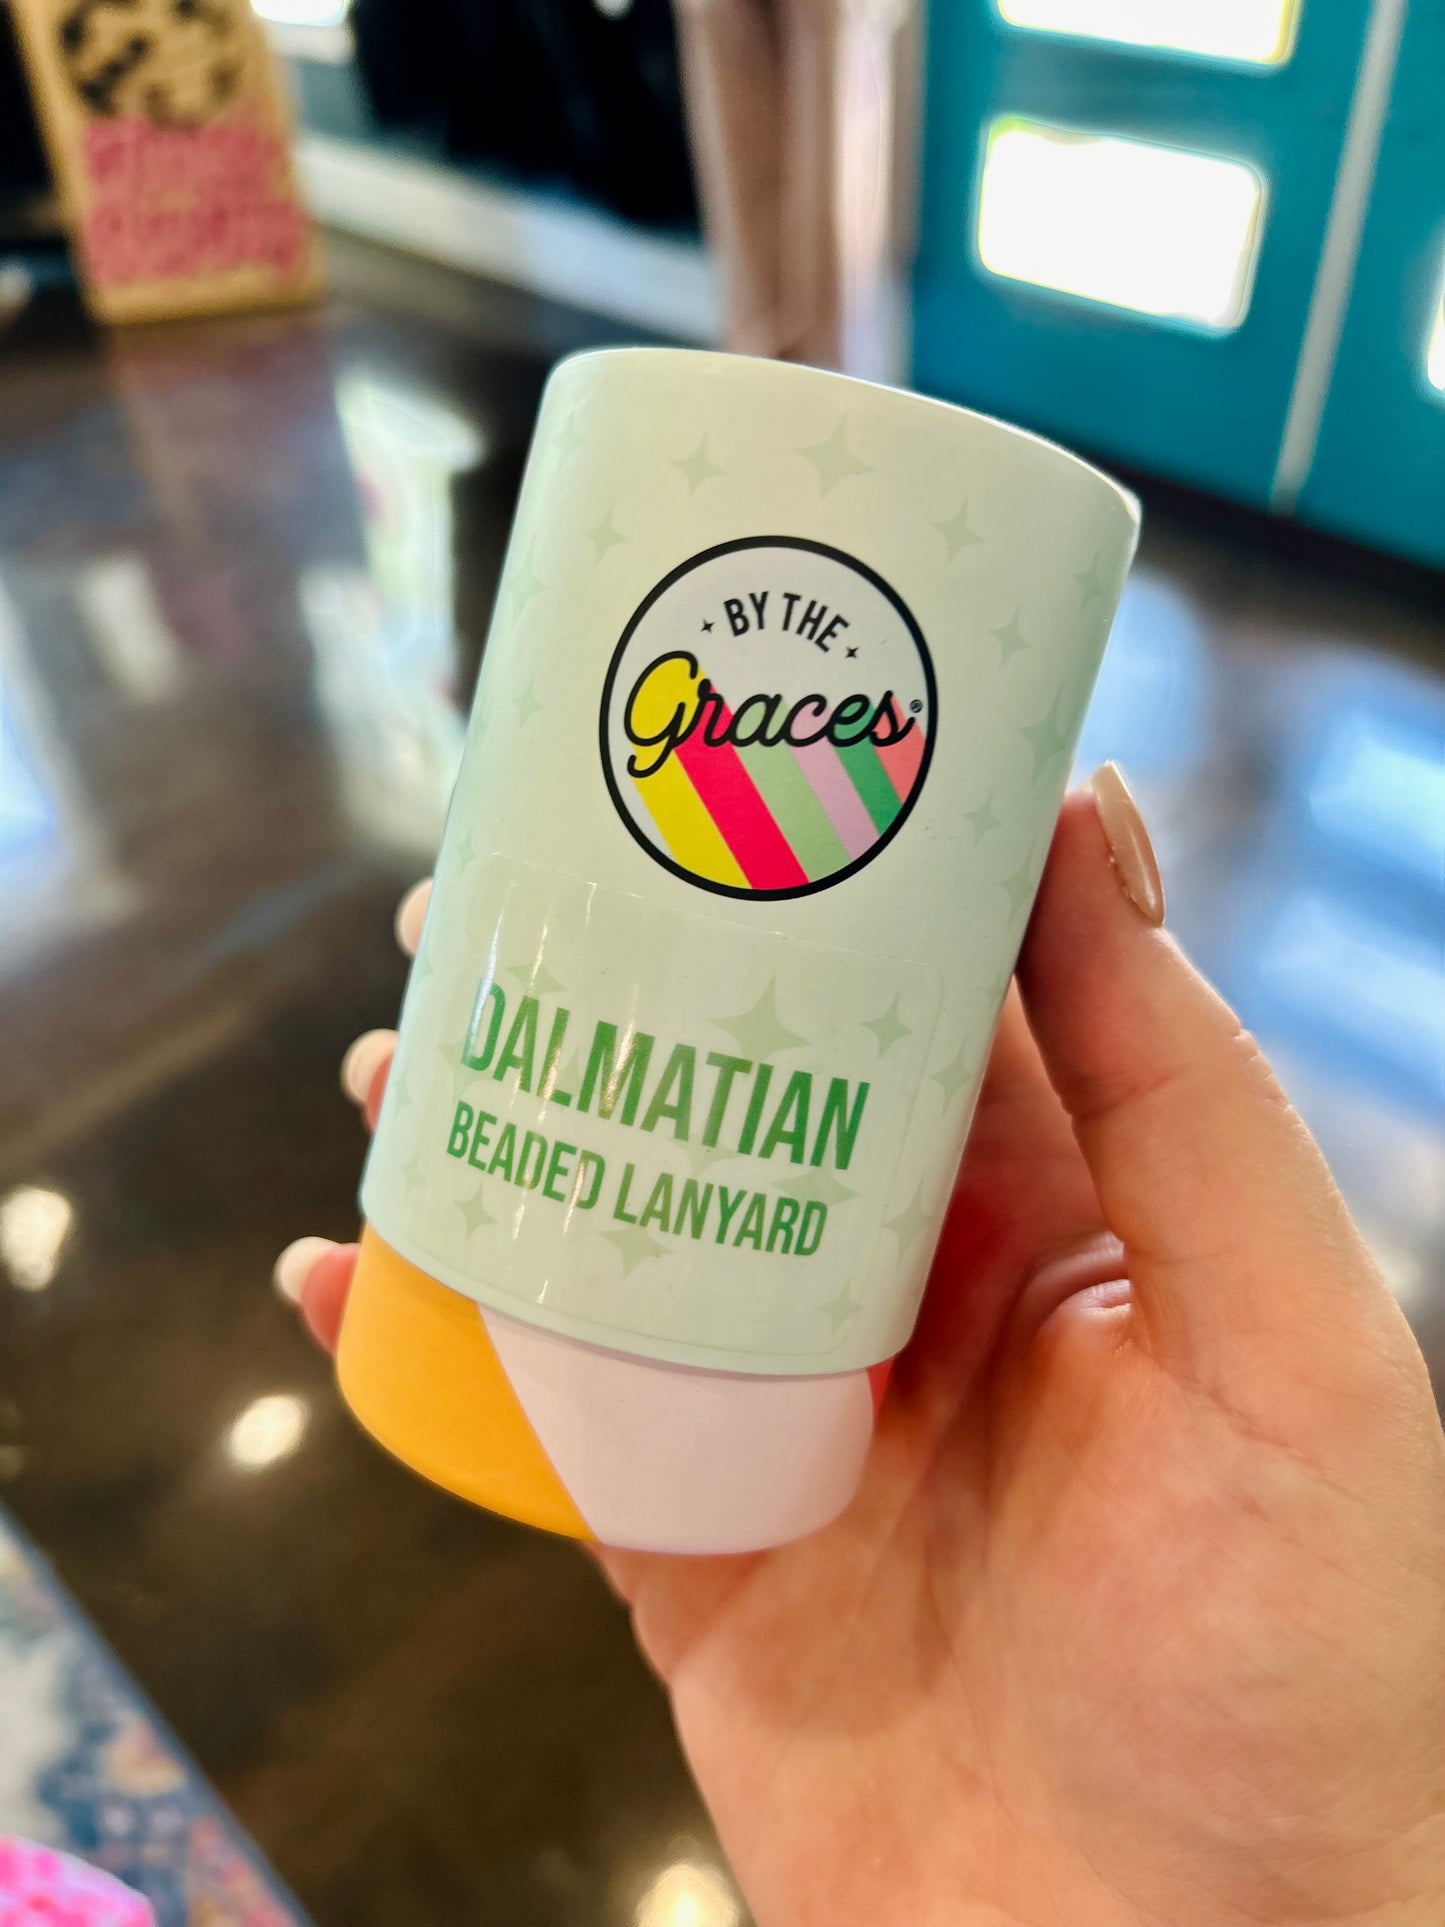 BY THE
Graces®
DALMATIAN
BEADED LANYARD